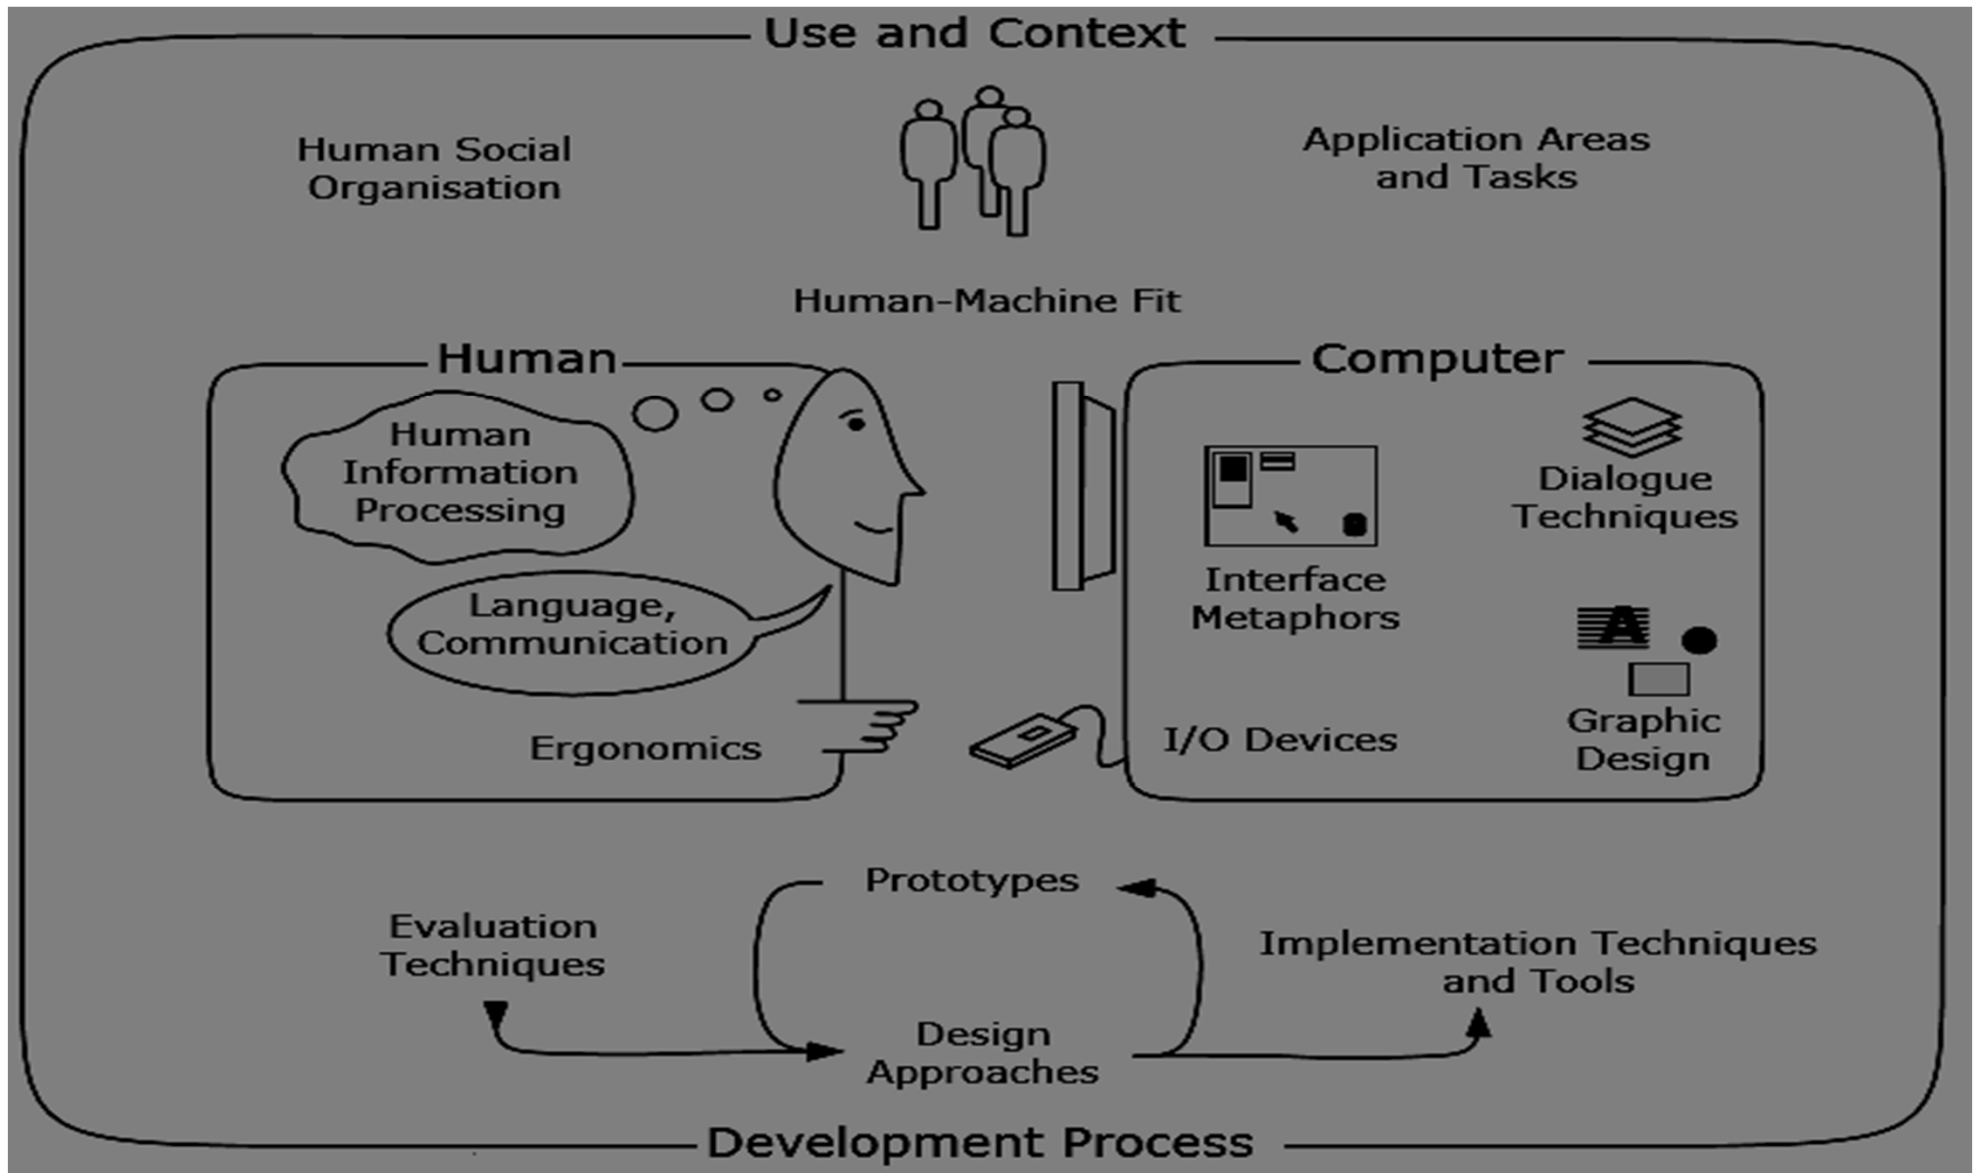 Use and Context
Human Social
Organisation
Application Areas
and Tasks
Human-Machine Fit
Human
Human
Information
Processing
Language,
Communication
Ergonomics
Computer
Dialogue
Techniques
Interface
Metaphors
A
Graphic
Design
I/O Devices
Prototypes
Evaluation
Techniques
Implementation Techniques
and Tools
Design
Approaches
Development Process